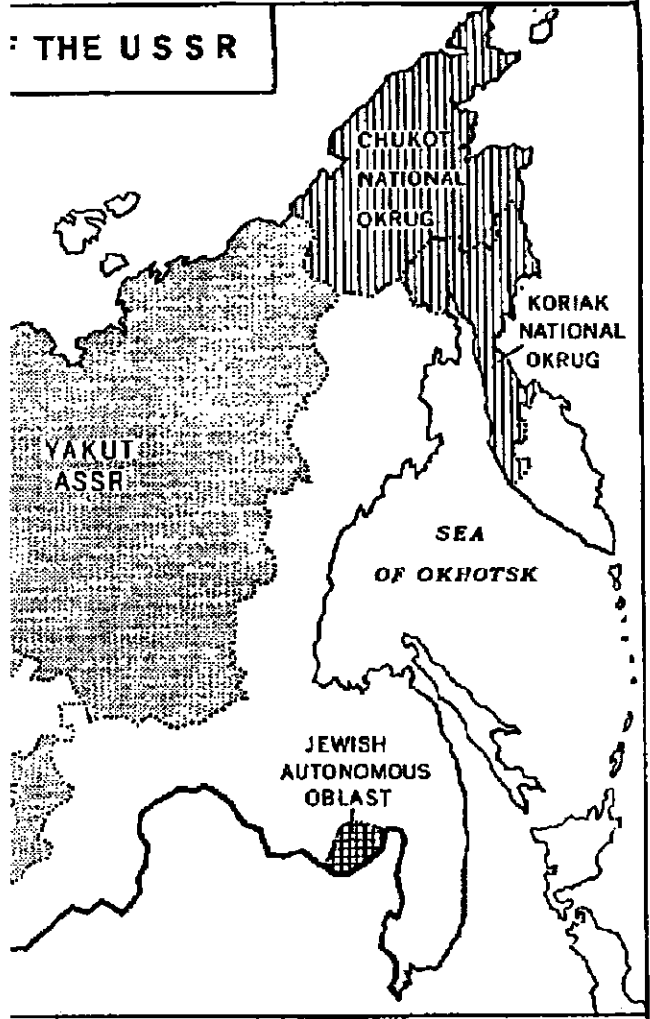 F THE USSR
CHUKOT
NATIONAL
OKRUG
KORIAK
NATIONAL
OKRUG
YAKUT
ASSR
SEA
OF OKHOTSK
JEWISH
AUTONOMOUS
OBLAST